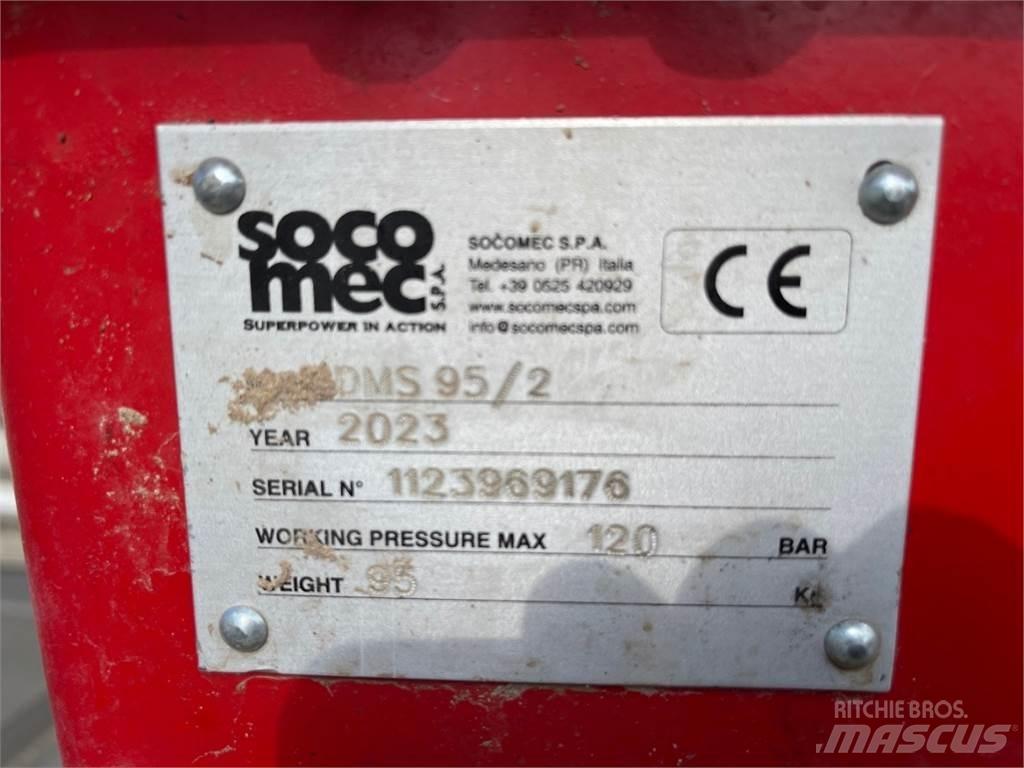 soco
mec S.P.A.
SUPERPOWER IN ACTION
SOCOMEC S.P.A.
Medesano (PR) Italia
Tel. +39 0525 420929
www.socomecspa.com
info@socomecspa.com
CE
DMS 95/2
YEAR 2023
SERIAL N° 1123969176
WORKING PRESSURE MAX 120 BAR
WEIGHT 95 Kg
RITCHIE BROS.
MASCUS